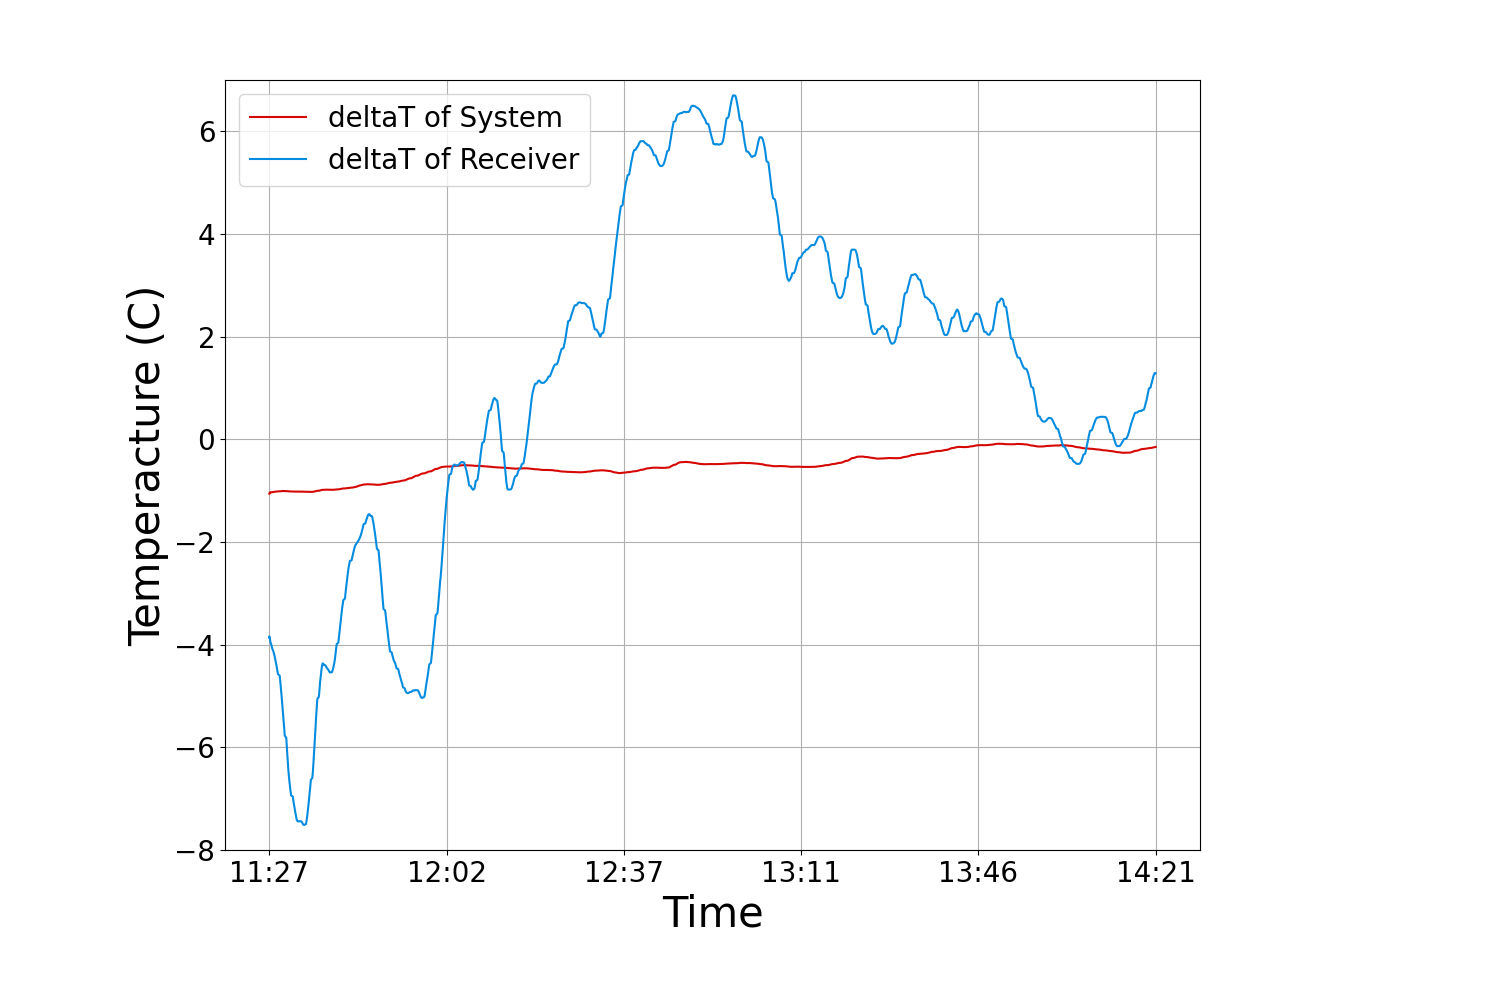 deltaT of System
deltaT of Receiver
6
4
2
0
−2
−4
−6
−8
Temperacture (C)
11:27 12:02 12:37 13:11 13:46 14:21
Time